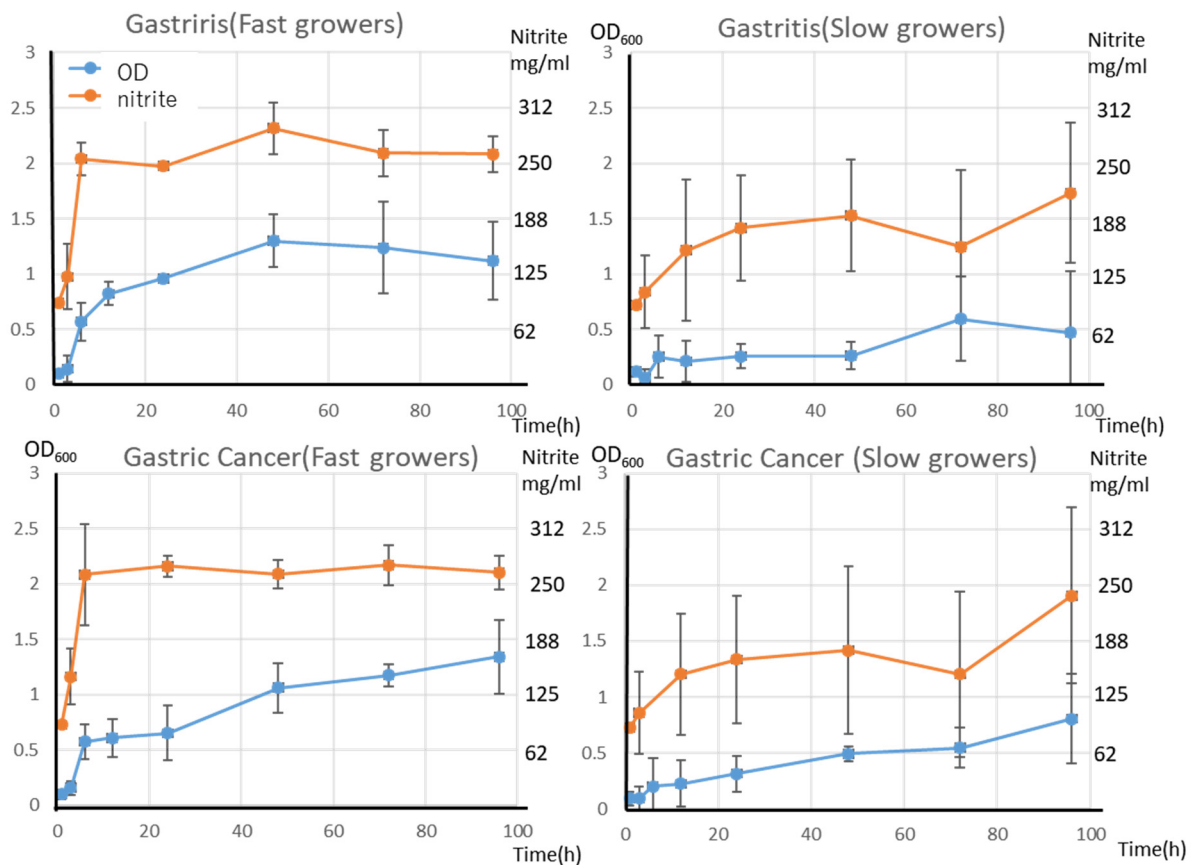 Gastriris(Fast growers)
Nitrite
mg/ml
3
2.5
2
1.5
1
0.5
0
OD
nitrite
312
250
188
125
62
0 20 40 60 80 100
Time(h)
OD600
Gastritis(Slow growers)
Nitrite
mg/ml
3
2.5
2
1.5
1
0.5
0
312
250
188
125
62
0 20 40 60 80 100
Time(h)
OD600
Gastric Cancer(Fast growers)
Nitrite
mg/ml
3
2.5
2
1.5
1
0.5
0
312
250
188
125
62
0 20 40 60 80 100
Time(h)
OD600
Gastric Cancer (Slow growers)
Nitrite
mg/ml
3
2.5
2
1.5
1
0.5
0
312
250
188
125
62
0 20 40 60 80 100
Time(h)